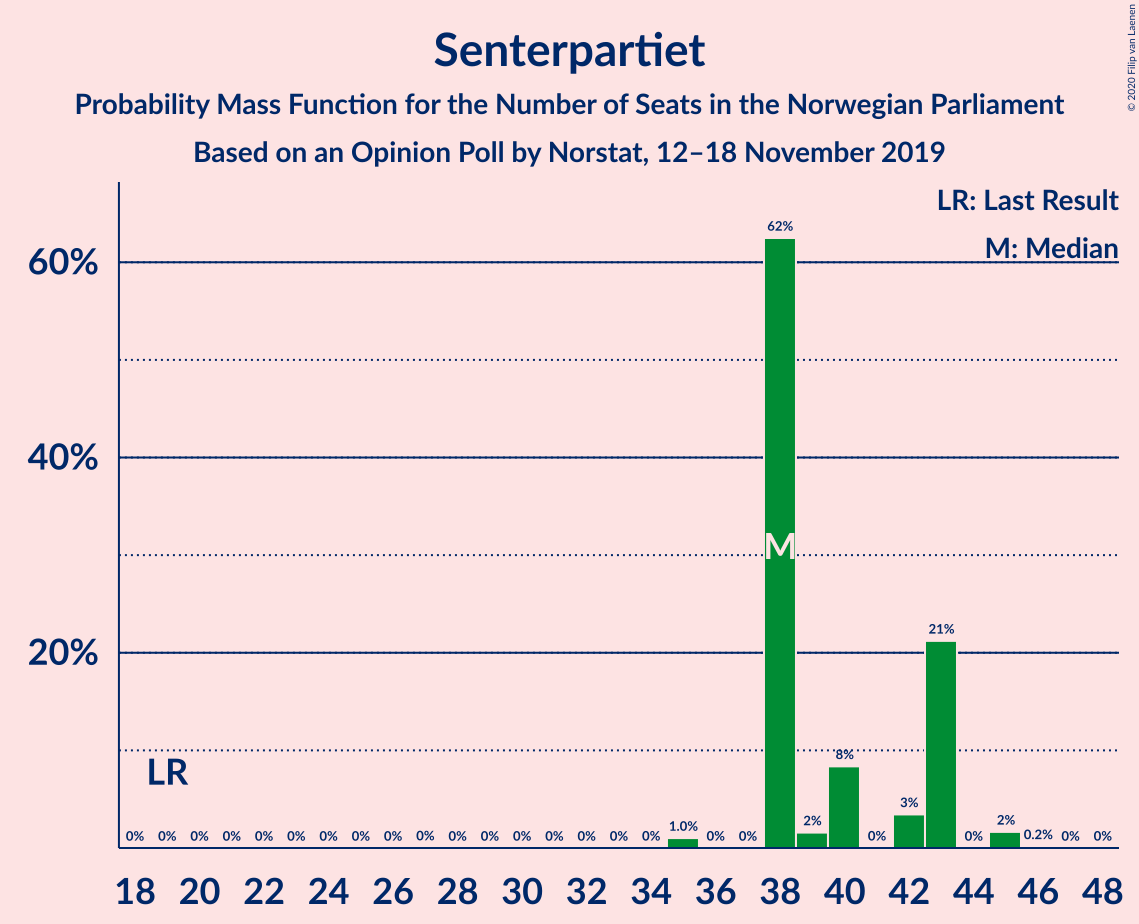 Senterpartiet
Probability Mass Function for the Number of Seats in the Norwegian Parliament
Based on an Opinion Poll by Norstat, 12–18 November 2019
© 2020 Filip van Laenen
LR: Last Result
M: Median
60%
40%
20%
62%
M
21%
8%
LR
0% 0% 0% 0% 0% 0% 0% 0% 0% 0% 0% 0% 0% 0% 0% 0% 0% 1.0% 0% 0% 2% 0% 3% 0% 2% 0.2% 0% 0%
18 20 22 24 26 28 30 32 34 36 38 40 42 44 46 48